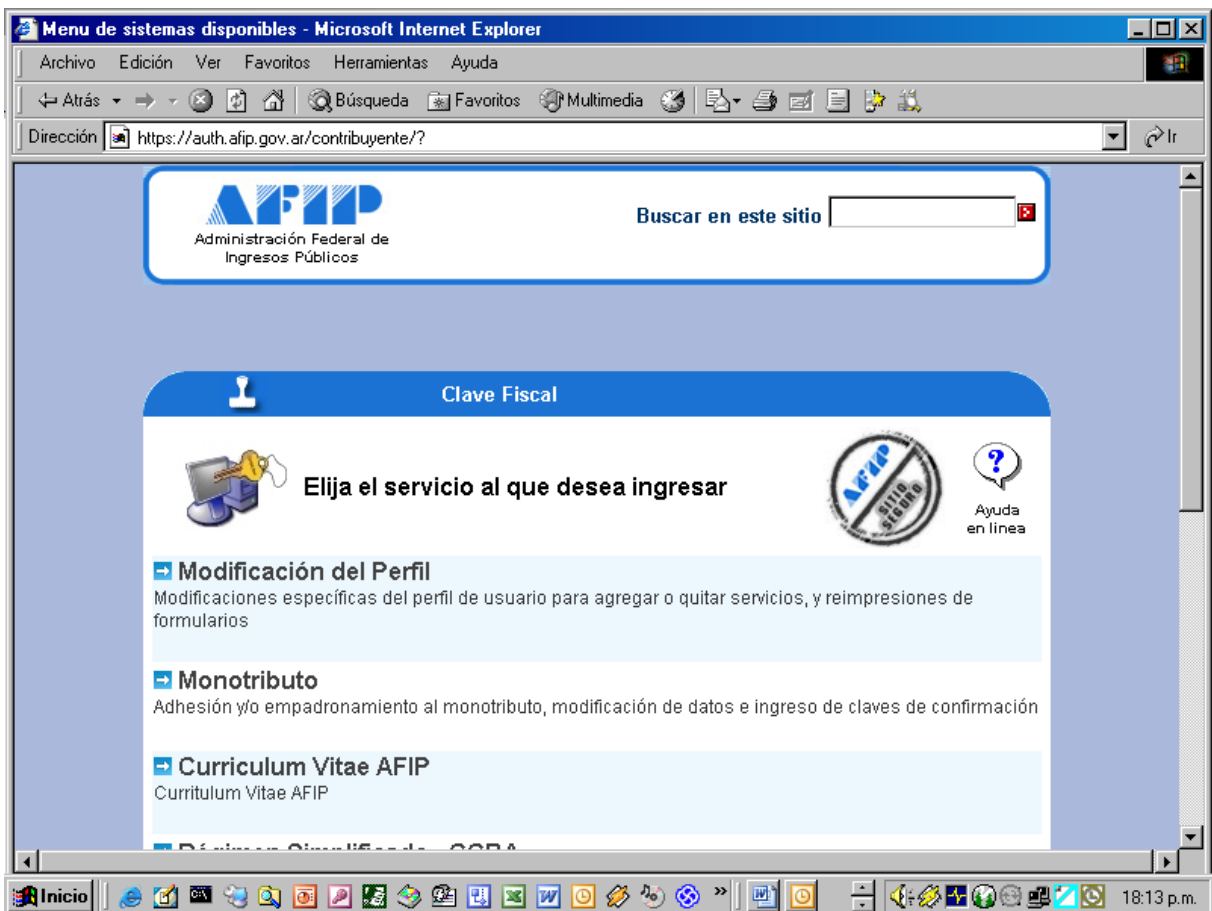 Menu de sistemas disponibles - Microsoft Internet Explorer
Archivo Edición Ver Favoritos Herramientas Ayuda
Atrás Búsqueda Favoritos Multimedia
Dirección https://auth.afip.gov.ar/contribuyente/? Ir
AFIP
Administración Federal de
Ingresos Públicos
Buscar en este sitio
Clave Fiscal
Elija el servicio al que desea ingresar
AFIP
SITIO
SEGURO
?
Ayuda
en linea
Modificación del Perfil
Modificaciones específicas del perfil de usuario para agregar o quitar servicios, y reimpresiones de
formularios
Monotributo
Adhesión y/o empadronamiento al monotributo, modificación de datos e ingreso de claves de confirmación
Curriculum Vitae AFIP
Curritulum Vitae AFIP
Régimen Simplificado - GCBA
Inicio
18:13 p.m.